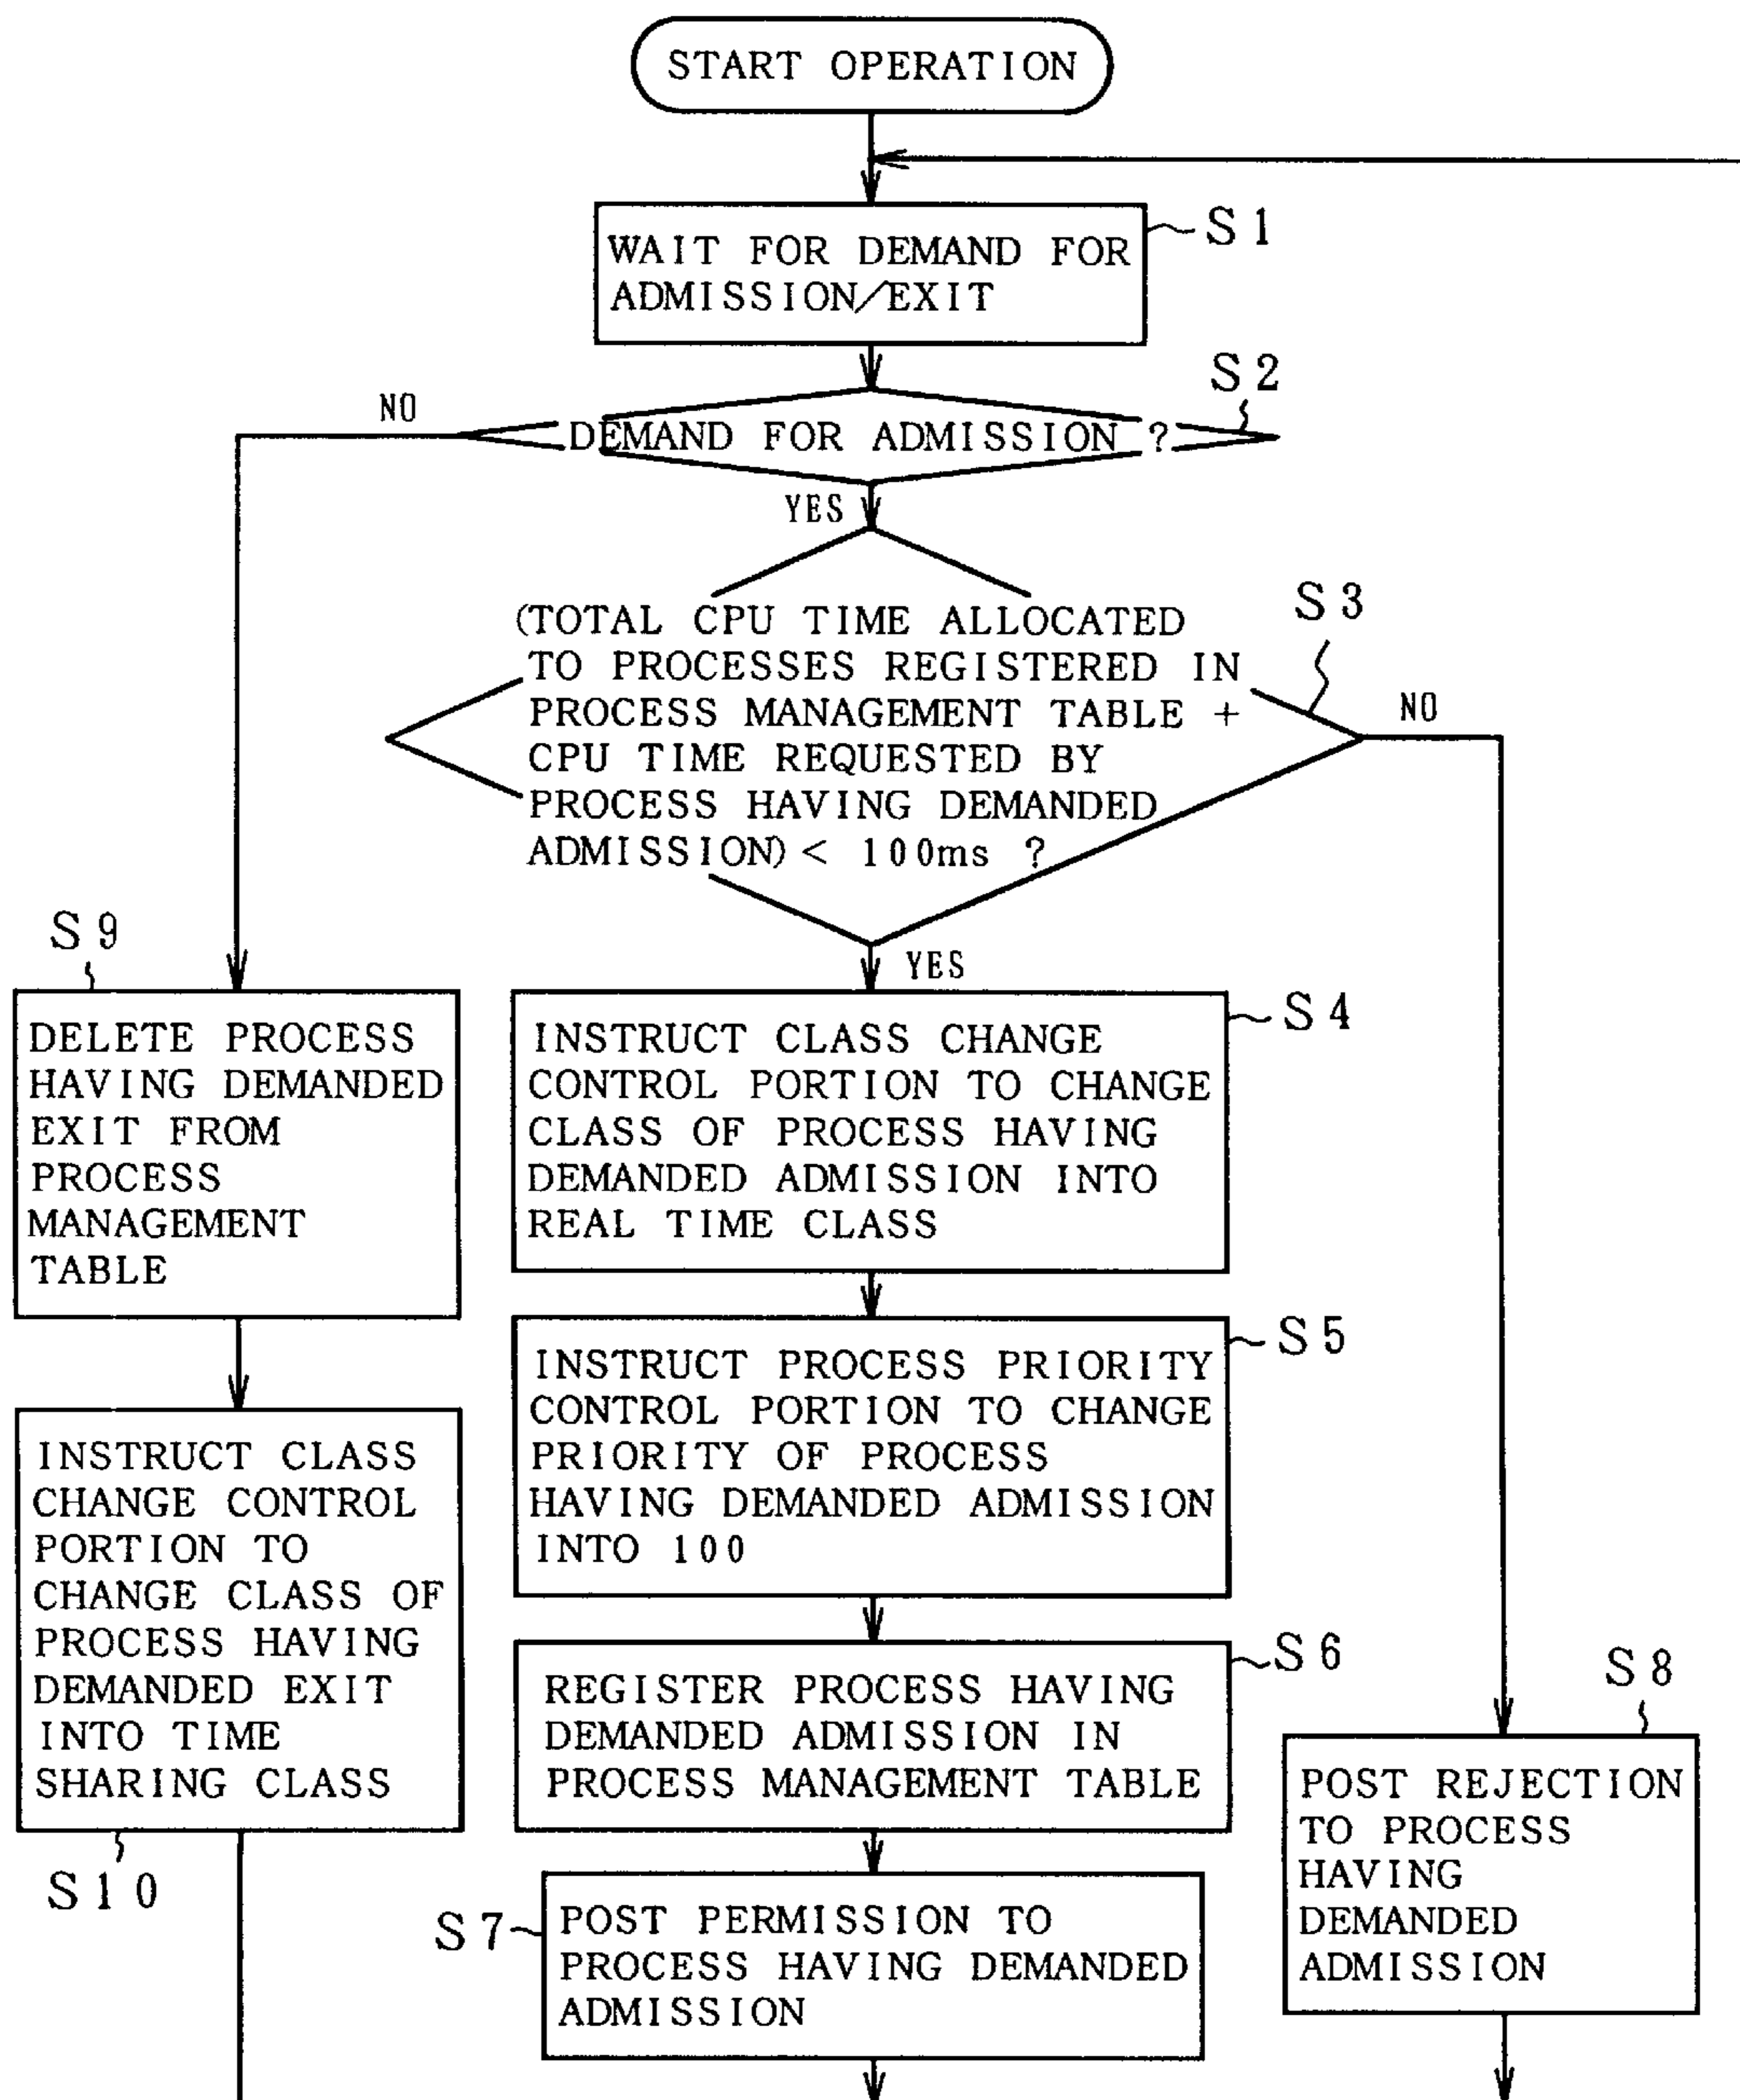 START OPERATION
WAIT FOR DEMAND FOR
ADMISSION/EXIT
S1
DEMAND FOR ADMISSION ?
S2
NO
YES
(TOTAL CPU TIME ALLOCATED
TO PROCESSES REGISTERED IN
PROCESS MANAGEMENT TABLE +
CPU TIME REQUESTED BY
PROCESS HAVING DEMANDED
ADMISSION) < 100ms ?
S3
NO
YES
S9
DELETE PROCESS
HAVING DEMANDED
EXIT FROM
PROCESS
MANAGEMENT
TABLE
INSTRUCT CLASS CHANGE
CONTROL PORTION TO CHANGE
CLASS OF PROCESS HAVING
DEMANDED ADMISSION INTO
REAL TIME CLASS
S4
INSTRUCT PROCESS PRIORITY
CONTROL PORTION TO CHANGE
PRIORITY OF PROCESS
HAVING DEMANDED ADMISSION
INTO 100
S5
INSTRUCT CLASS
CHANGE CONTROL
PORTION TO
CHANGE CLASS OF
PROCESS HAVING
DEMANDED EXIT
INTO TIME
SHARING CLASS
S10
REGISTER PROCESS HAVING
DEMANDED ADMISSION IN
PROCESS MANAGEMENT TABLE
S6
S8
POST REJECTION
TO PROCESS
HAVING
DEMANDED
ADMISSION
S7
POST PERMISSION TO
PROCESS HAVING DEMANDED
ADMISSION